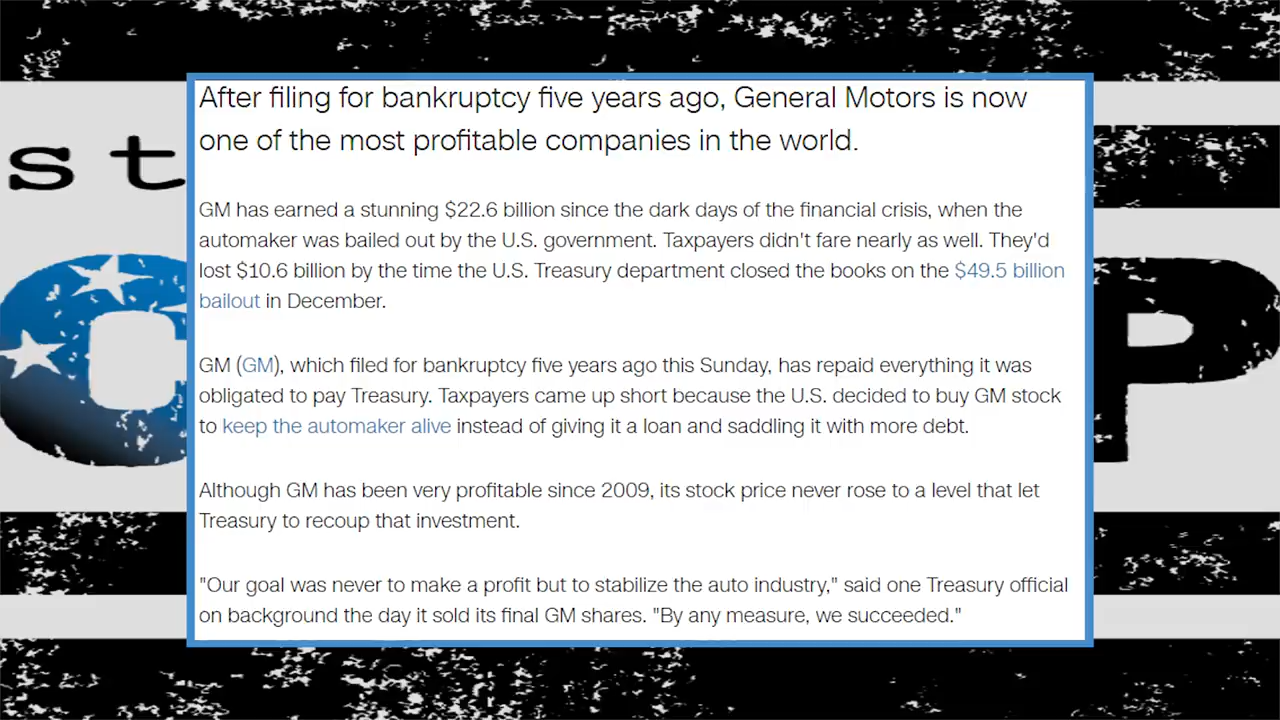 After filing for bankruptcy five years ago, General Motors is now
one of the most profitable companies in the world.
GM has earned a stunning $22.6 billion since the dark days of the financial crisis, when the
automaker was bailed out by the U.S. government. Taxpayers didn't fare nearly as well. They'd
lost $10.6 billion by the time the U.S. Treasury department closed the books on the $49.5 billion
bailout in December.
GM (GM), which filed for bankruptcy five years ago this Sunday, has repaid everything it was
obligated to pay Treasury. Taxpayers came up short because the U.S. decided to buy GM stock
to keep the automaker alive instead of giving it a loan and saddling it with more debt.
Although GM has been very profitable since 2009, its stock price never rose to a level that let
Treasury to recoup that investment.
"Our goal was never to make a profit but to stabilize the auto industry," said one Treasury official
on background the day it sold its final GM shares. "By any measure, we succeeded."
st
P